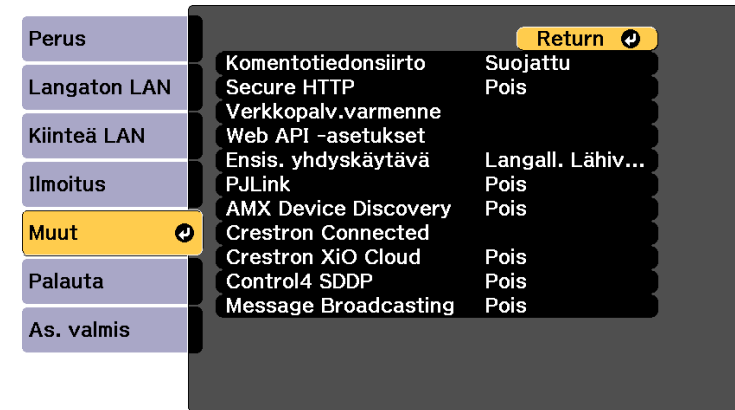 Perus
Langaton LAN
Kiinteä LAN
Ilmoitus
Muut
Palauta
As. valmis
Return
Komentotiedonsiirto Suojattu
Secure HTTP Pois
Verkkopalv.varmenne
Web API -asetukset
Ensis. yhdyskäytävä Langall. Lähiv...
PJLink Pois
AMX Device Discovery Pois
Crestron Connected
Crestron XiO Cloud Pois
Control4 SDDP Pois
Message Broadcasting Pois